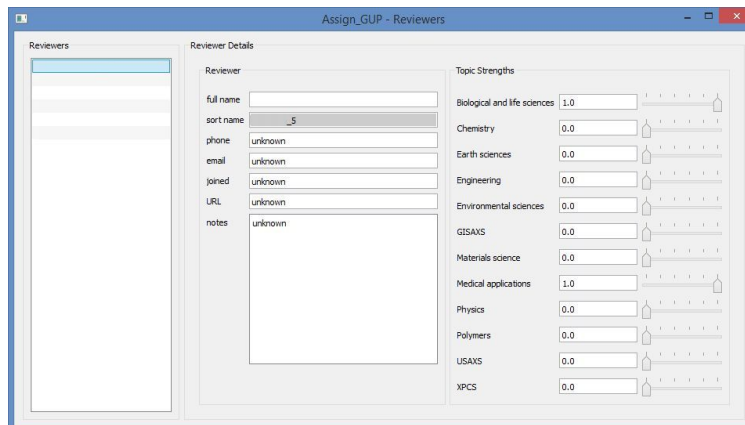 Assign_GUP - Reviewers
Reviewers
Reviewer Details
Reviewer
full name
sort name _5
phone unknown
email unknown
joined unknown
URL unknown
notes unknown
Topic Strengths
Biological and life sciences 1.0
Chemistry 0.0
Earth sciences 0.0
Engineering 0.0
Environmental sciences 0.0
GISAXS 0.0
Materials science 0.0
Medical applications 1.0
Physics 0.0
Polymers 0.0
USAXS 0.0
XPCS 0.0